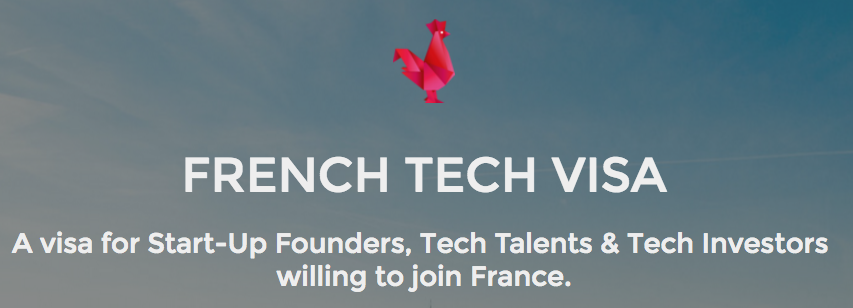 FRENCH TECH VISA
A visa for Start-Up Founders, Tech Talents & Tech Investors
willing to join France.